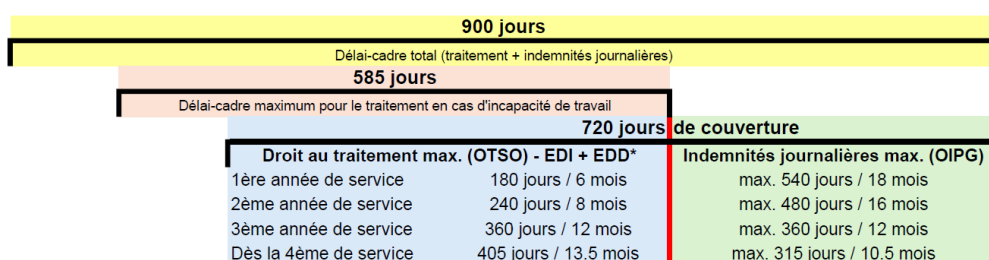 900 jours
Délai-cadre total (traitement + indemnités journalières)
585 jours
Délai-cadre maximum pour le traitement en cas d'incapacité de travail
720 jours de couverture
Droit au traitement max. (OTSO) - EDI + EDD* Indemnités journalières max. (OIPG)
1ère année de service 180 jours / 6 mois max. 540 jours / 18 mois
2ème année de service 240 jours / 8 mois max. 480 jours / 16 mois
3ème année de service 360 jours / 12 mois max. 360 jours / 12 mois
Dès la 4ème de service 405 jours / 13.5 mois max. 315 jours / 10.5 mois